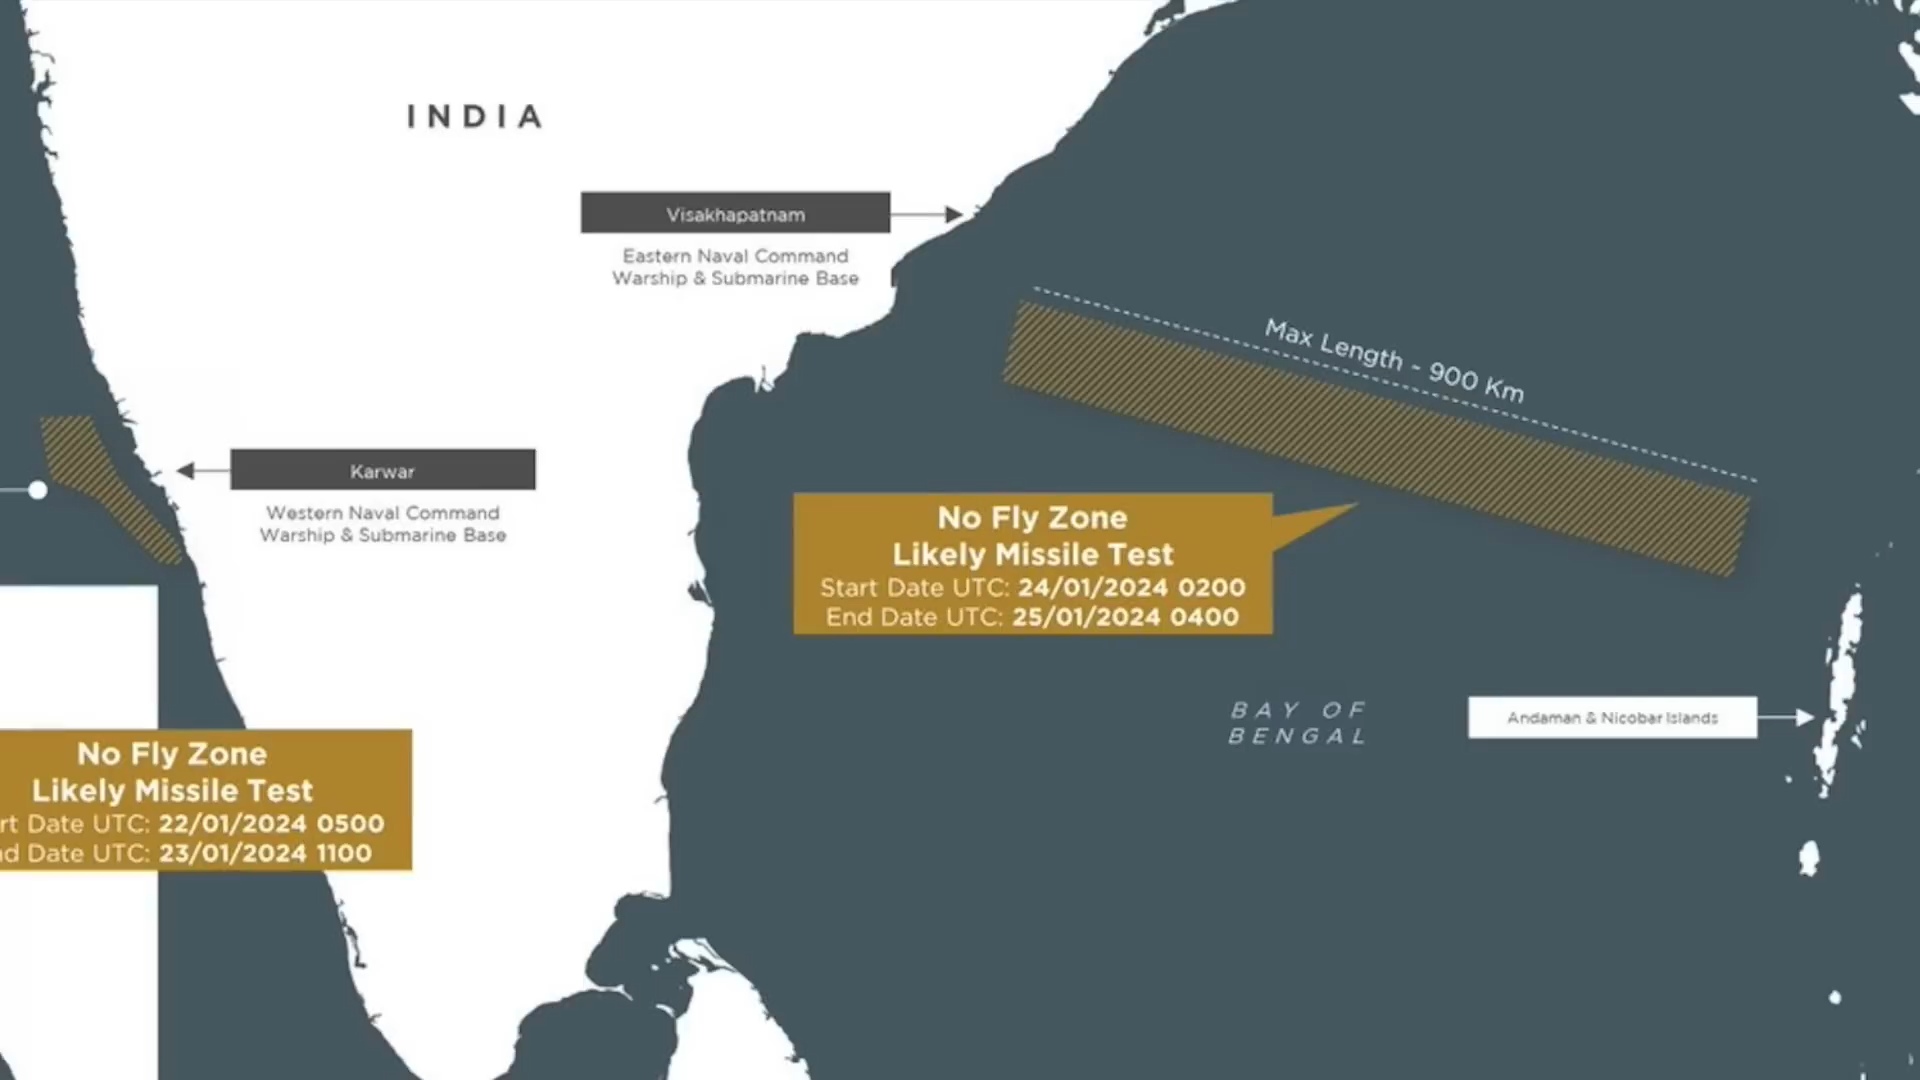 INDIA
Visakhapatnam
Eastern Naval Command
Warship & Submarine Base
Max Length - 900 Km
Karwar
Western Naval Command
Warship & Submarine Base
No Fly Zone
Likely Missile Test
Start Date UTC: 24/01/2024 0200
End Date UTC: 25/01/2024 0400
BAY OF
BENGAL
Andaman & Nicobar Islands
No Fly Zone
Likely Missile Test
rt Date UTC: 22/01/2024 0500
d Date UTC: 23/01/2024 1100